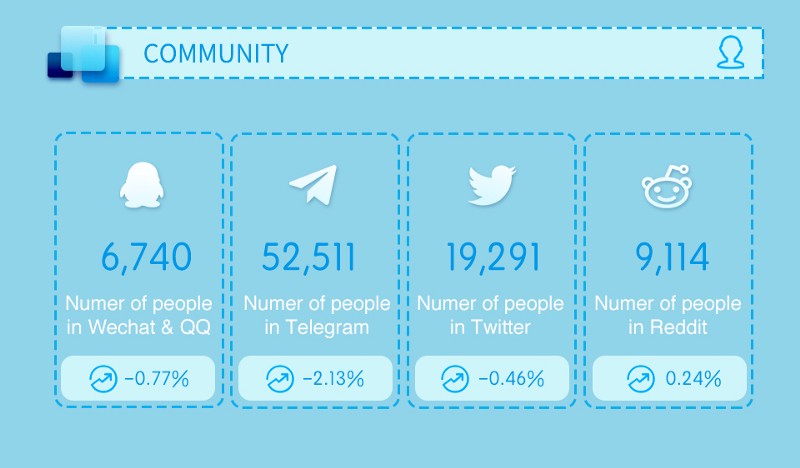 COMMUNITY
6,740
Numer of people
in Wechat & QQ
−0.77%
52,511
Numer of people
in Telegram
−2.13%
19,291
Numer of people
in Twitter
−0.46%
9,114
Numer of people
in Reddit
0.24%